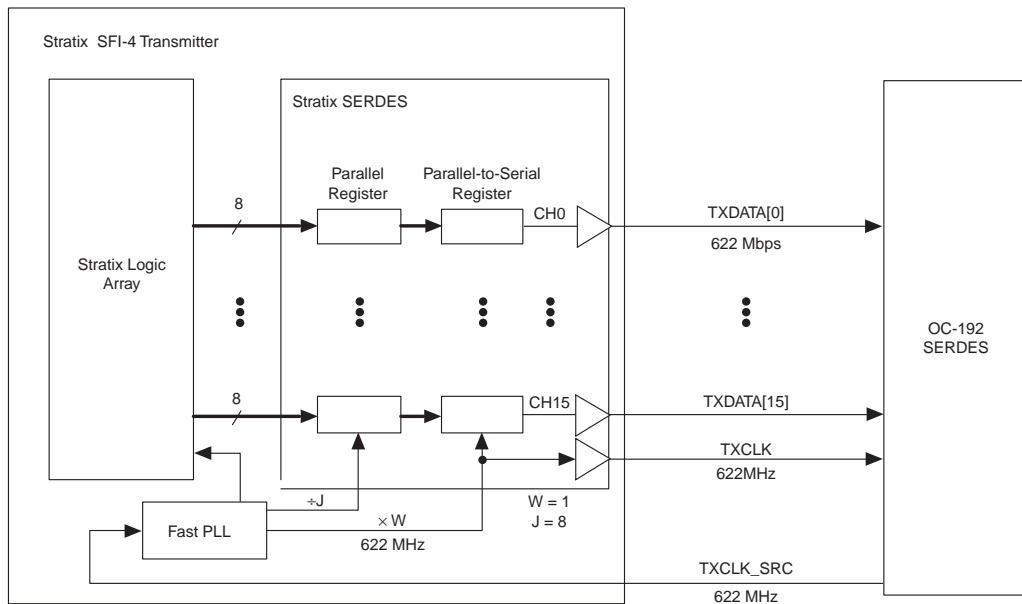 Stratix SFI-4 Transmitter
Stratix SERDES
Parallel
Register
Parallel-to-Serial
Register
8
CH0
TXDATA[0]
622 Mbps
Stratix Logic
Array
OC-192
SERDES
8
CH15
TXDATA[15]
TXCLK
622MHz
÷J
W = 1
J = 8
Fast PLL
× W
622 MHz
TXCLK_SRC
622 MHz